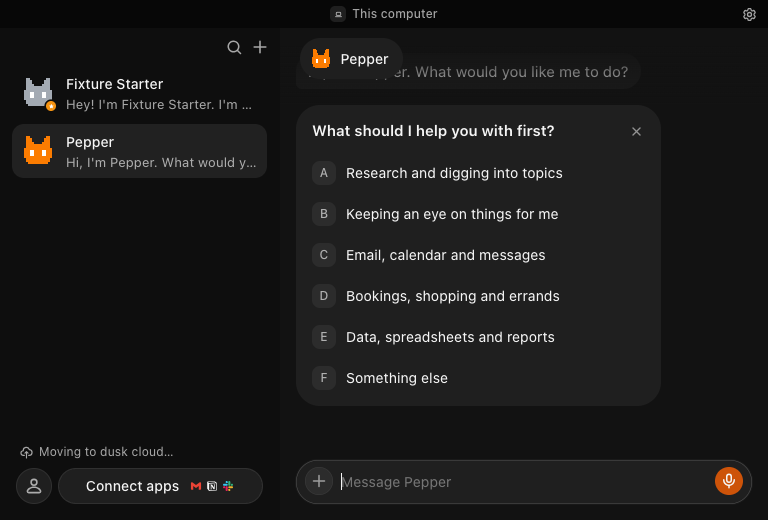 This computer
Fixture Starter
Hey! I'm Fixture Starter. I'm ...
Pepper
Hi, I'm Pepper. What would y...
Moving to dusk cloud...
Connect apps
Pepper
What would you like me to do?
What should I help you with first?
A Research and digging into topics
B Keeping an eye on things for me
C Email, calendar and messages
D Bookings, shopping and errands
E Data, spreadsheets and reports
F Something else
Message Pepper